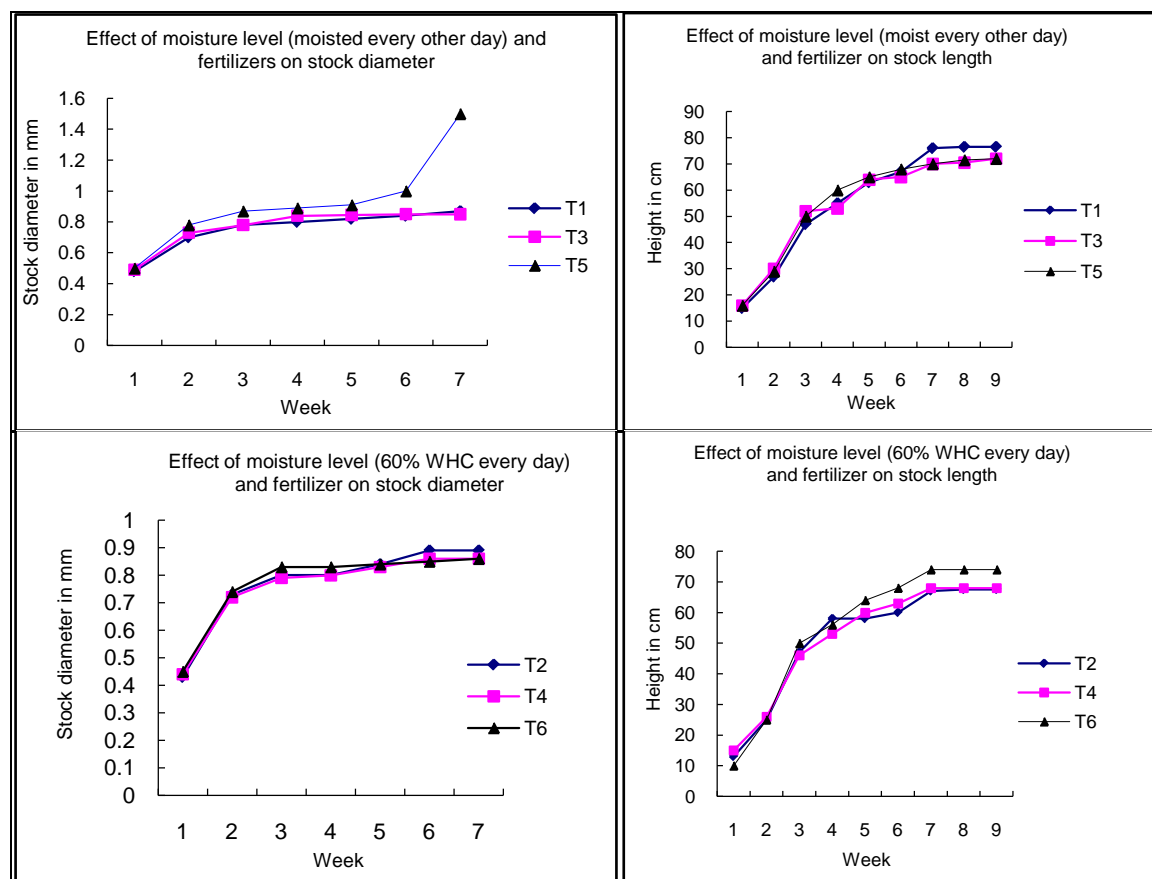 Effect of moisture level (moisted every other day) and
fertilizers on stock diameter
Stock diameter in mm
1.6
1.4
1.2
1
0.8
0.6
0.4
0.2
0
1 2 3 4 5 6 7
Week
T1
T3
T5
Effect of moisture level (moist every other day)
and fertilizer on stock length
Height in cm
90
80
70
60
50
40
30
20
10
0
1 2 3 4 5 6 7 8 9
Week
T1
T3
T5
Effect of moisture level (60% WHC every day)
and fertilizer on stock diameter
Stock diameter in mm
1
0.9
0.8
0.7
0.6
0.5
0.4
0.3
0.2
0.1
0
1 2 3 4 5 6 7
Week
T2
T4
T6
Effect of moisture level (60% WHC every day)
and fertilizer on stock length
Height in cm
80
70
60
50
40
30
20
10
0
1 2 3 4 5 6 7 8 9
Week
T2
T4
T6